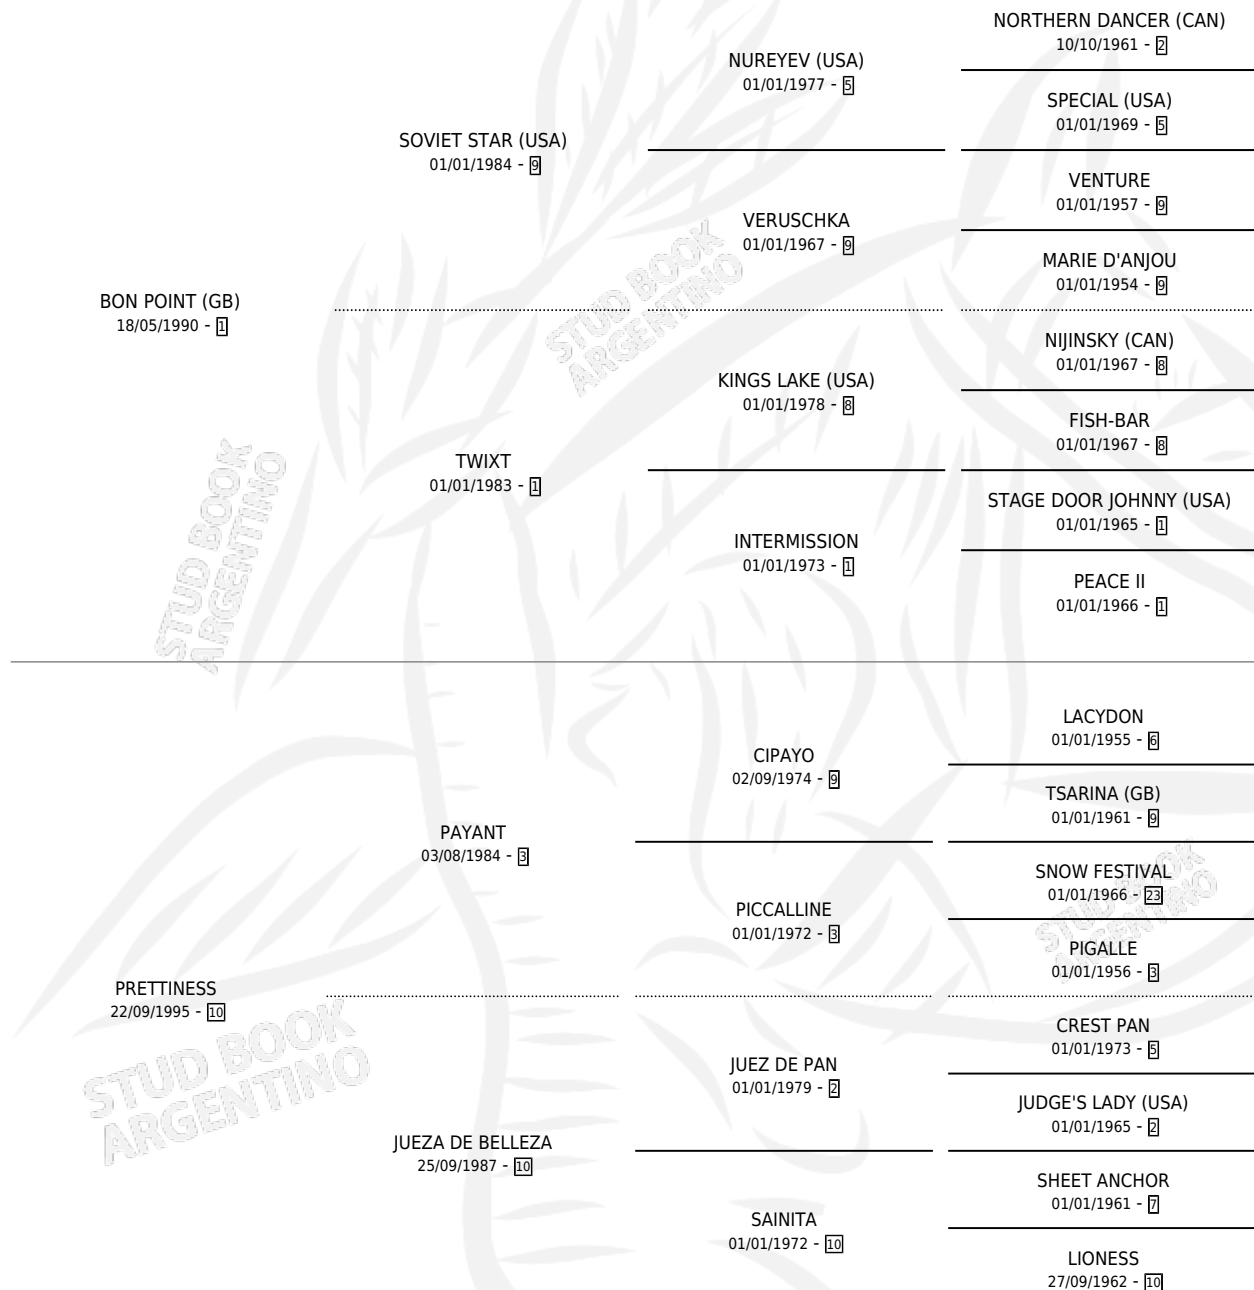 NORTHERN DANCER (CAN)
10/10/1961 - 2
NUREYEV (USA)
01/01/1977 - 5
SPECIAL (USA)
01/01/1969 - 5
SOVIET STAR (USA)
01/01/1984 - 9
VENTURE
01/01/1957 - 9
VERUSCHKA
01/01/1967 - 9
MARIE D'ANJOU
01/01/1954 - 9
BON POINT (GB)
18/05/1990 - 1
NIJINSKY (CAN)
01/01/1967 - 8
KINGS LAKE (USA)
01/01/1978 - 8
FISH-BAR
01/01/1967 - 8
TWIXT
01/01/1983 - 1
STAGE DOOR JOHNNY (USA)
01/01/1965 - 1
INTERMISSION
01/01/1973 - 1
PEACE II
01/01/1966 - 1
LACYDON
01/01/1955 - 6
CIPAYO
02/09/1974 - 9
TSARINA (GB)
01/01/1961 - 9
PAYANT
03/08/1984 - 3
SNOW FESTIVAL
01/01/1966 - 23
PICCALLINE
01/01/1972 - 3
PIGALLE
01/01/1956 - 3
PRETTINESS
22/09/1995 - 10
CREST PAN
01/01/1973 - 5
JUEZ DE PAN
01/01/1979 - 2
JUDGE'S LADY (USA)
01/01/1965 - 2
JUEZA DE BELLEZA
25/09/1987 - 10
SHEET ANCHOR
01/01/1961 - 7
SAINITA
01/01/1972 - 10
LIONESS
27/09/1962 - 10
STUD BOOK
ARGENTINO
STUD BOOK
ARGENTINO
STUD BOOK
ARGENTINO
STUD BOOK
ARGENTINO